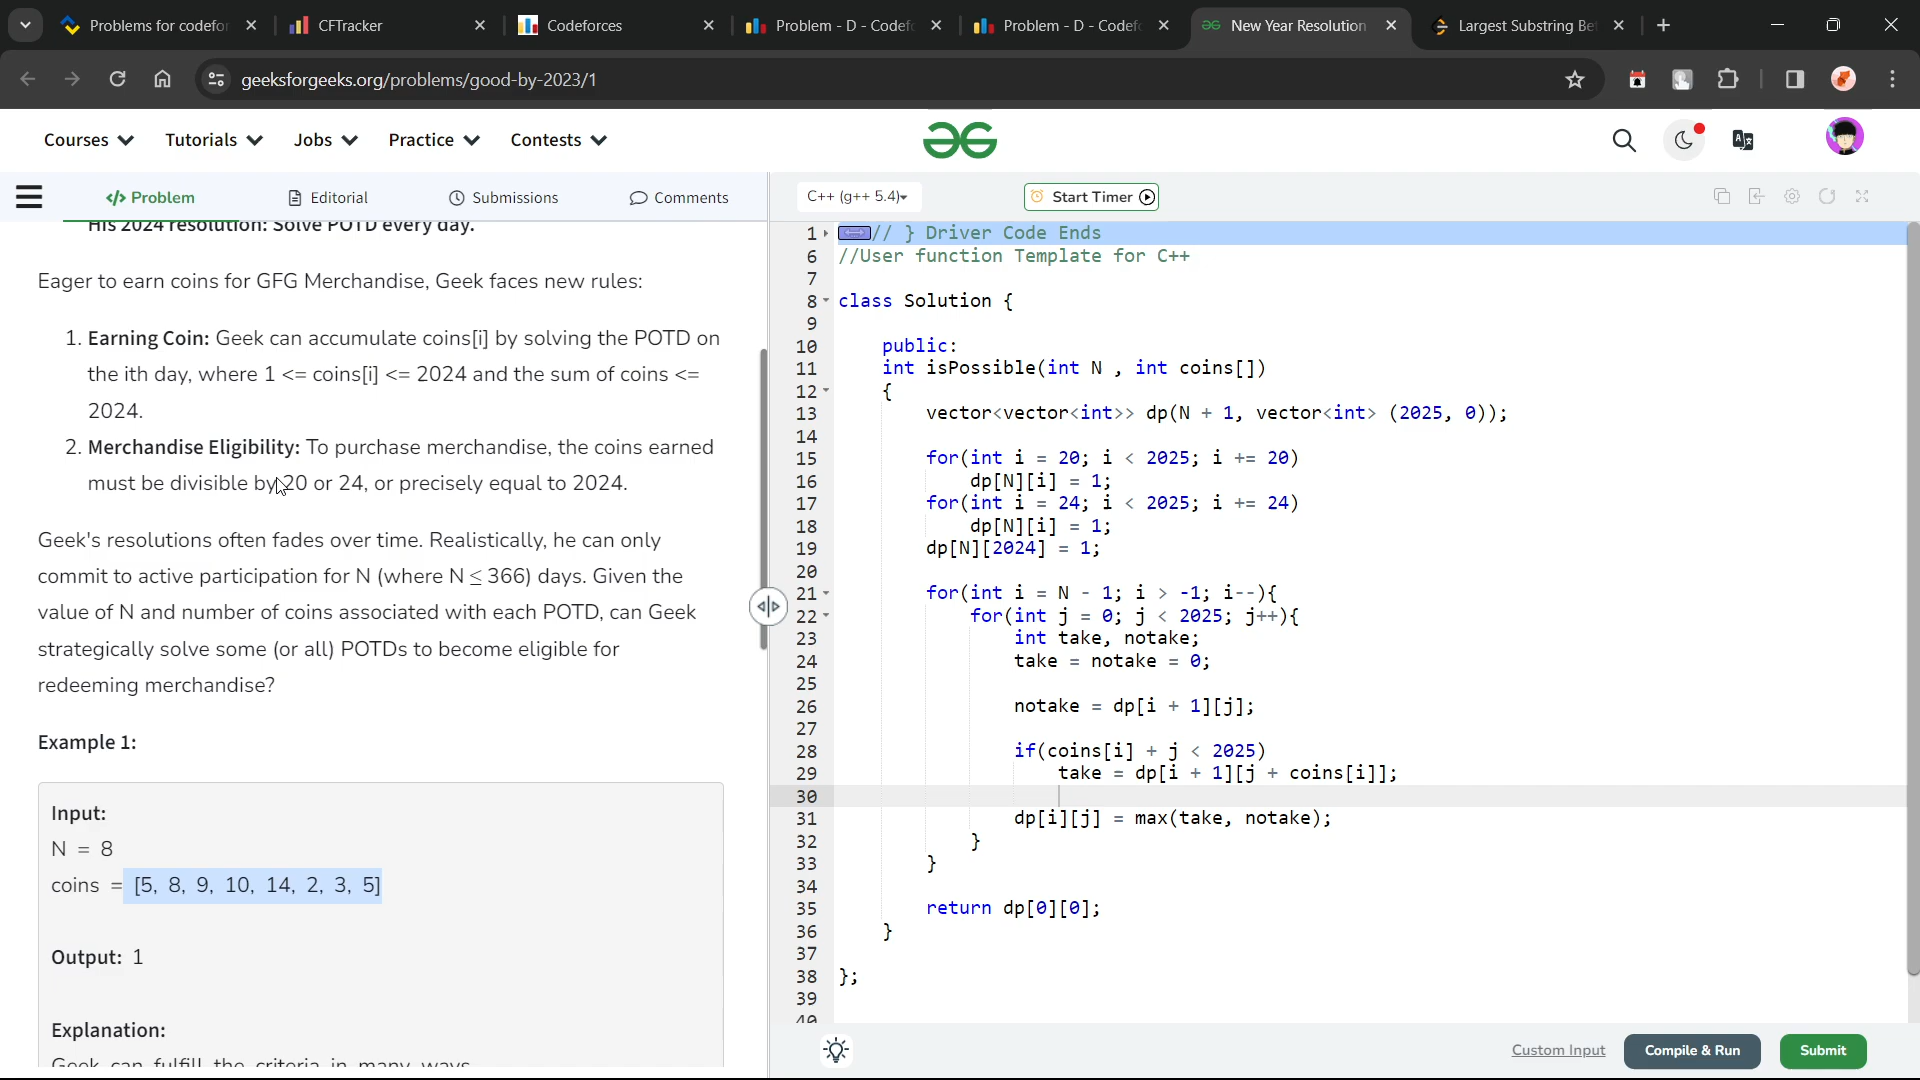 Problems for codefor
CFTracker
Codeforces
Problem - D - Codefc
Problem - D - Codefc
New Year Resolution
Largest Substring Be
geeksforgeeks.org/problems/good-by-2023/1
Courses Tutorials Jobs Practice Contests
Problem Editorial Submissions Comments
C++ (g++ 5.4)
Start Timer
His 2024 resolution: Solve POTD every day.
Eager to earn coins for GFG Merchandise, Geek faces new rules:
1. Earning Coin: Geek can accumulate coins[i] by solving the POTD on
the ith day, where 1 <= coins[i] <= 2024 and the sum of coins <=
2024.
2. Merchandise Eligibility: To purchase merchandise, the coins earned
must be divisible by 20 or 24, or precisely equal to 2024.
Geek's resolutions often fades over time. Realistically, he can only
commit to active participation for N (where N ≤ 366) days. Given the
value of N and number of coins associated with each POTD, can Geek
strategically solve some (or all) POTDs to become eligible for
redeeming merchandise?
Example 1:
Input:
N = 8
coins = [5, 8, 9, 10, 14, 2, 3, 5]
Output: 1
Explanation:
Geek can fulfill the criteria in many ways
1 // } Driver Code Ends
6 //User function Template for C++
7
8 class Solution {
9
10     public:
11     int isPossible(int N , int coins[])
12     {
13         vector<vector<int>> dp(N + 1, vector<int> (2025, 0));
14
15         for(int i = 20; i < 2025; i += 20)
16             dp[N][i] = 1;
17         for(int i = 24; i < 2025; i += 24)
18             dp[N][i] = 1;
19         dp[N][2024] = 1;
20
21         for(int i = N - 1; i > -1; i--){
22             for(int j = 0; j < 2025; j++){
23                 int take, notake;
24                 take = notake = 0;
25
26                 notake = dp[i + 1][j];
27
28                 if(coins[i] + j < 2025)
29                     take = dp[i + 1][j + coins[i]];
30
31                 dp[i][j] = max(take, notake);
32             }
33         }
34
35         return dp[0][0];
36     }
37
38 };
39
40
Custom Input
Compile & Run
Submit